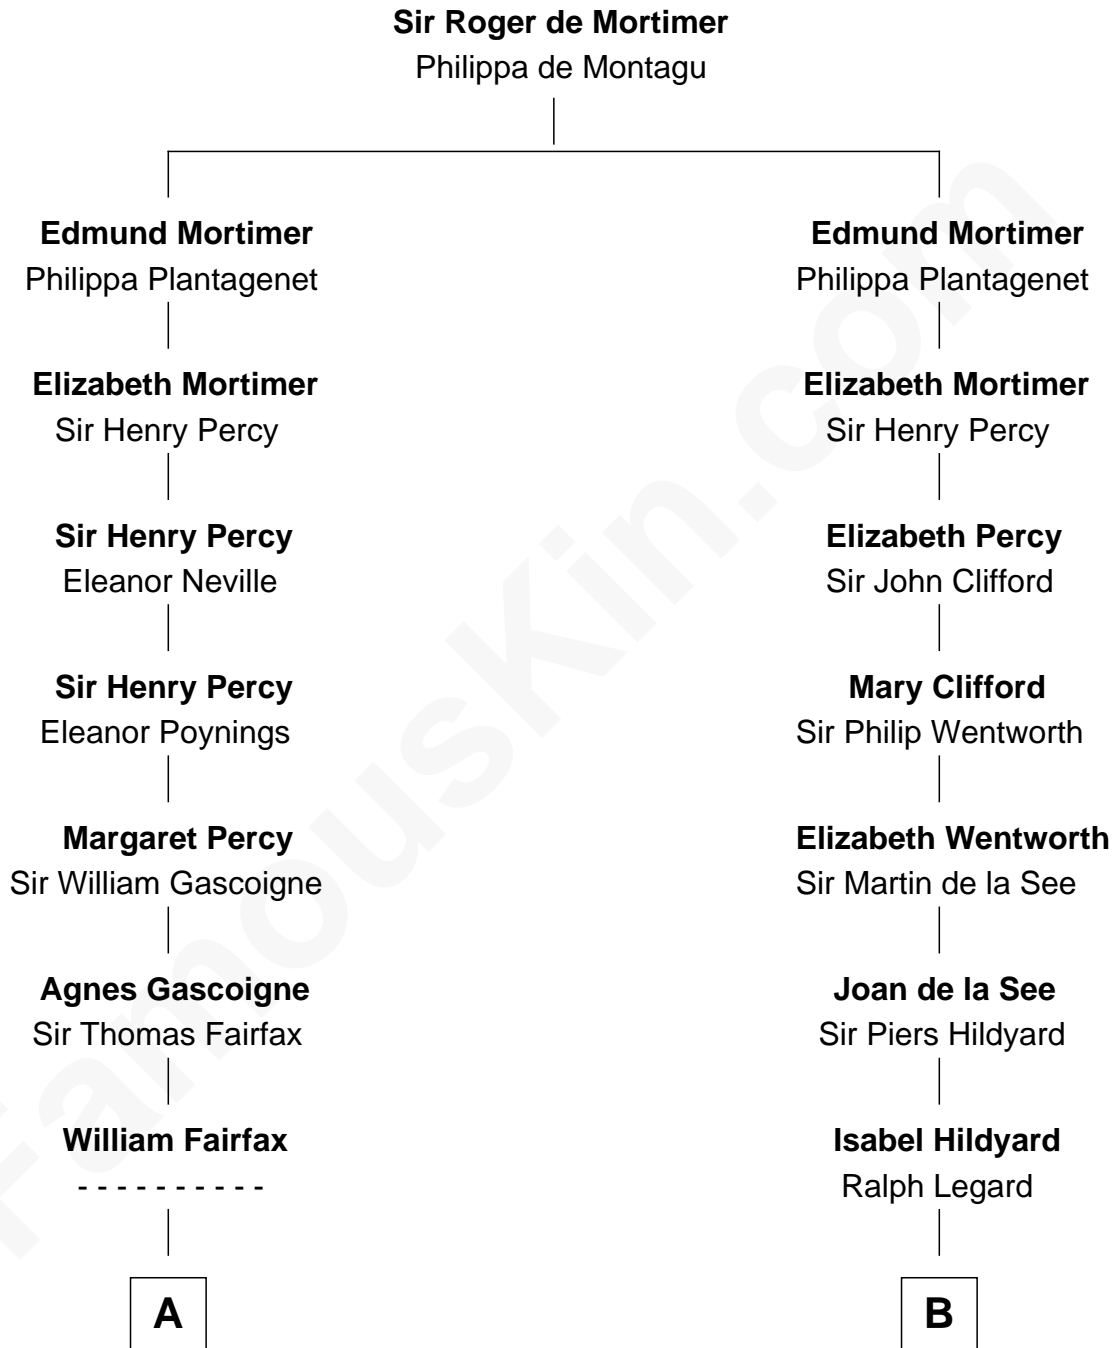 Sir Roger de Mortimer
Philippa de Montagu
Edmund Mortimer
Philippa Plantagenet
Edmund Mortimer
Philippa Plantagenet
Elizabeth Mortimer
Sir Henry Percy
Elizabeth Mortimer
Sir Henry Percy
Sir Henry Percy
Eleanor Neville
Elizabeth Percy
Sir John Clifford
Sir Henry Percy
Eleanor Poynings
Mary Clifford
Sir Philip Wentworth
Margaret Percy
Sir William Gascoigne
Elizabeth Wentworth
Sir Martin de la See
Agnes Gascoigne
Sir Thomas Fairfax
Joan de la See
Sir Piers Hildyard
William Fairfax
- - - - - - - - - -
Isabel Hildyard
Ralph Legard
A
B
FamousKin.com